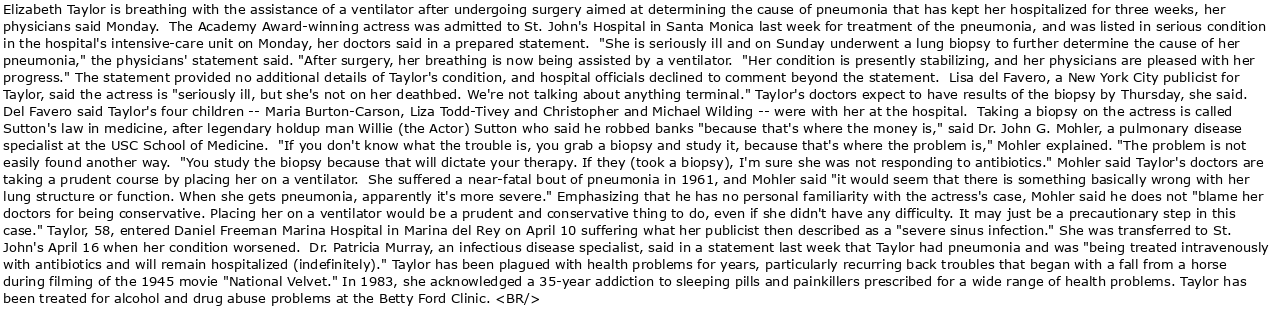 Elizabeth Taylor is breathing with the assistance of a ventilator after undergoing surgery aimed at determining the cause of pneumonia that has kept her hospitalized for three weeks, her
physicians said Monday.  The Academy Award-winning actress was admitted to St. John's Hospital in Santa Monica last week for treatment of the pneumonia, and was listed in serious condition
in the hospital's intensive-care unit on Monday, her doctors said in a prepared statement.  "She is seriously ill and on Sunday underwent a lung biopsy to further determine the cause of her
pneumonia," the physicians' statement said. "After surgery, her breathing is now being assisted by a ventilator.  "Her condition is presently stabilizing, and her physicians are pleased with her
progress." The statement provided no additional details of Taylor's condition, and hospital officials declined to comment beyond the statement.  Lisa del Favero, a New York City publicist for
Taylor, said the actress is "seriously ill, but she's not on her deathbed. We're not talking about anything terminal." Taylor's doctors expect to have results of the biopsy by Thursday, she said.
Del Favero said Taylor's four children -- Maria Burton-Carson, Liza Todd-Tivey and Christopher and Michael Wilding -- were with her at the hospital.  Taking a biopsy on the actress is called
Sutton's law in medicine, after legendary holdup man Willie (the Actor) Sutton who said he robbed banks "because that's where the money is," said Dr. John G. Mohler, a pulmonary disease
specialist at the USC School of Medicine.  "If you don't know what the trouble is, you grab a biopsy and study it, because that's where the problem is," Mohler explained. "The problem is not
easily found another way.  "You study the biopsy because that will dictate your therapy. If they (took a biopsy), I'm sure she was not responding to antibiotics." Mohler said Taylor's doctors are
taking a prudent course by placing her on a ventilator.  She suffered a near-fatal bout of pneumonia in 1961, and Mohler said "it would seem that there is something basically wrong with her
lung structure or function. When she gets pneumonia, apparently it's more severe." Emphasizing that he has no personal familiarity with the actress's case, Mohler said he does not "blame her
doctors for being conservative. Placing her on a ventilator would be a prudent and conservative thing to do, even if she didn't have any difficulty. It may just be a precautionary step in this
case." Taylor, 58, entered Daniel Freeman Marina Hospital in Marina del Rey on April 10 suffering what her publicist then described as a "severe sinus infection." She was transferred to St.
John's April 16 when her condition worsened.  Dr. Patricia Murray, an infectious disease specialist, said in a statement last week that Taylor had pneumonia and was "being treated intravenously
with antibiotics and will remain hospitalized (indefinitely)." Taylor has been plagued with health problems for years, particularly recurring back troubles that began with a fall from a horse
during filming of the 1945 movie "National Velvet." In 1983, she acknowledged a 35-year addiction to sleeping pills and painkillers prescribed for a wide range of health problems. Taylor has
been treated for alcohol and drug abuse problems at the Betty Ford Clinic. <BR/>